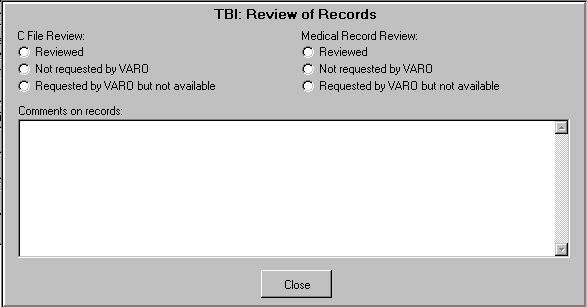 TBI: Review of Records
C File Review:
Reviewed
Not requested by VARO
Requested by VARO but not available
Medical Record Review:
Reviewed
Not requested by VARO
Requested by VARO but not available
Comments on records:
Close